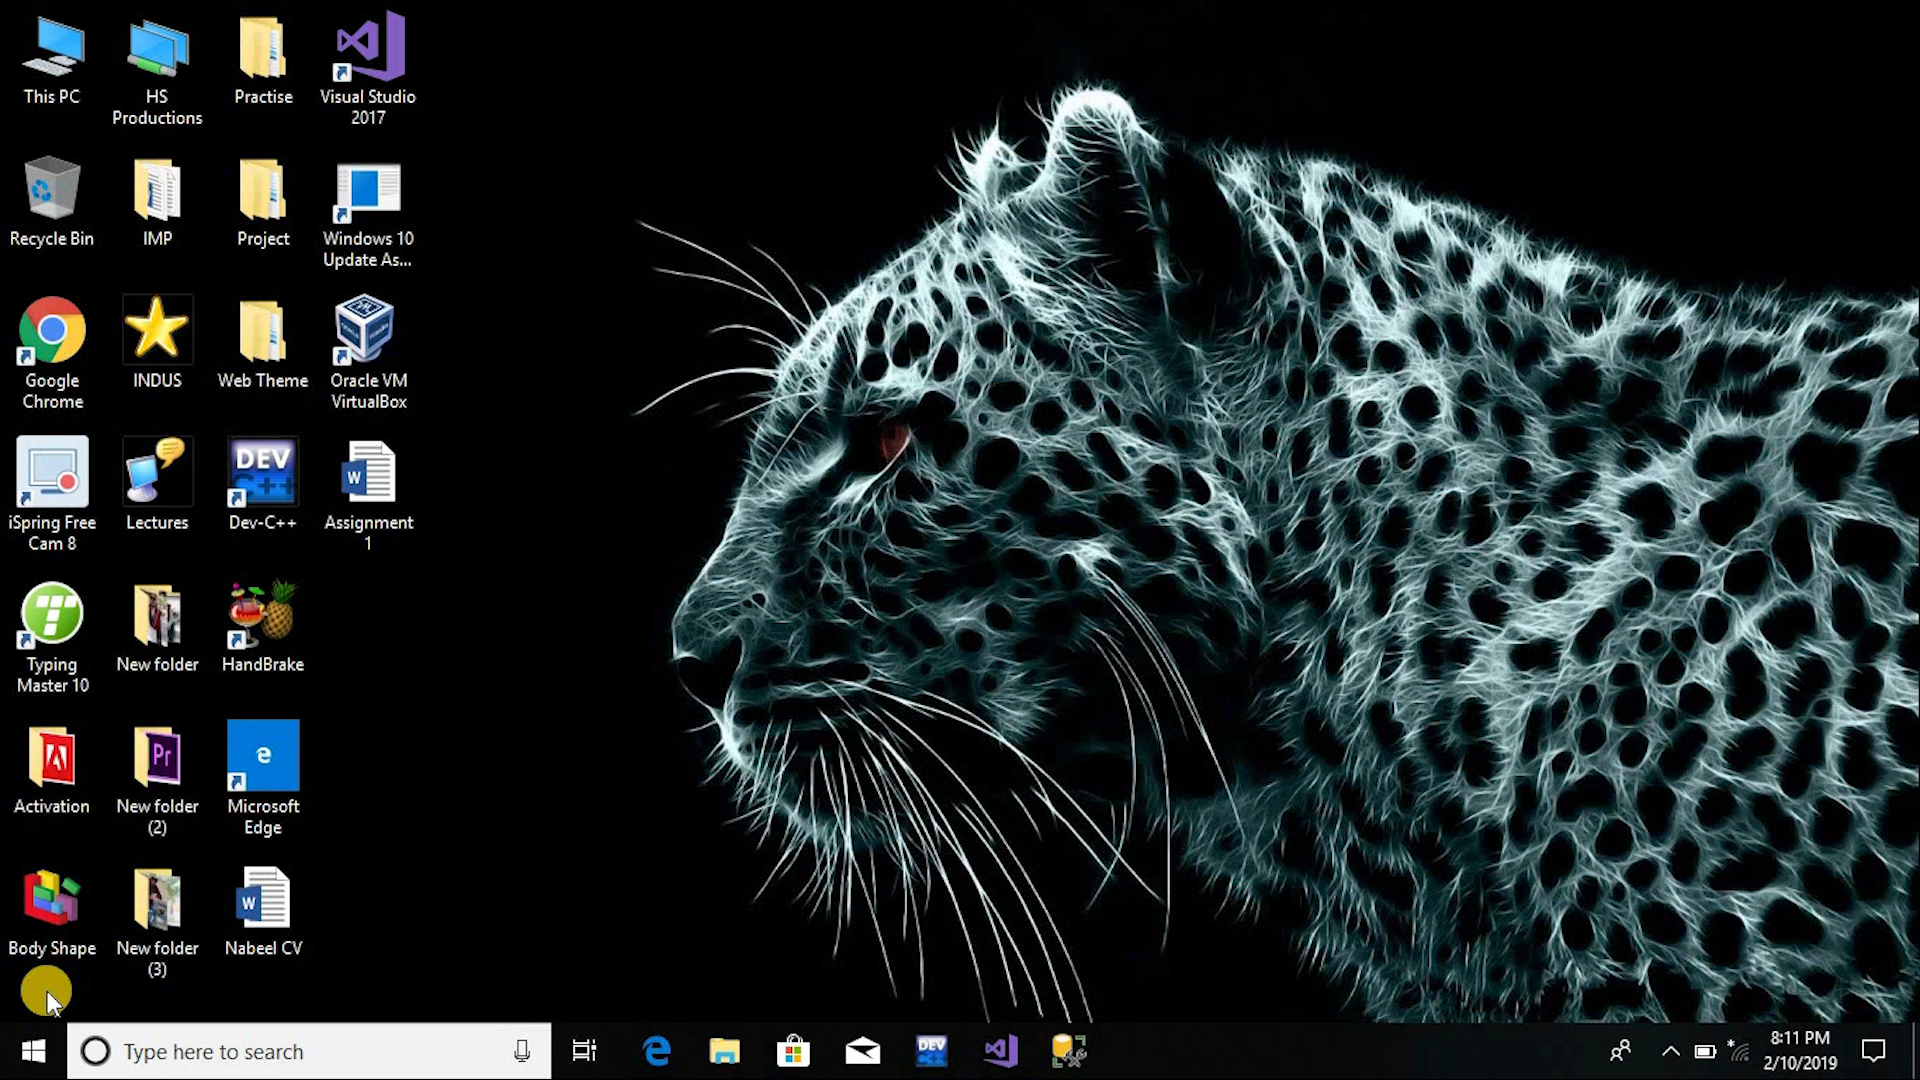 This PC
HS
Productions
Practise
Visual Studio
2017
Recycle Bin
IMP
Project
Windows 10
Update As...
Google
Chrome
INDUS
Web Theme
Oracle VM
VirtualBox
iSpring Free
Cam 8
Lectures
DEV
C++
Dev-C++
W
Assignment
1
Typing
Master 10
New folder
HandBrake
Activation
Pr
New folder
(2)
e
Microsoft
Edge
Body Shape
New folder
(3)
W
Nabeel CV
Type here to search
DEV
8:11 PM
2/10/2019